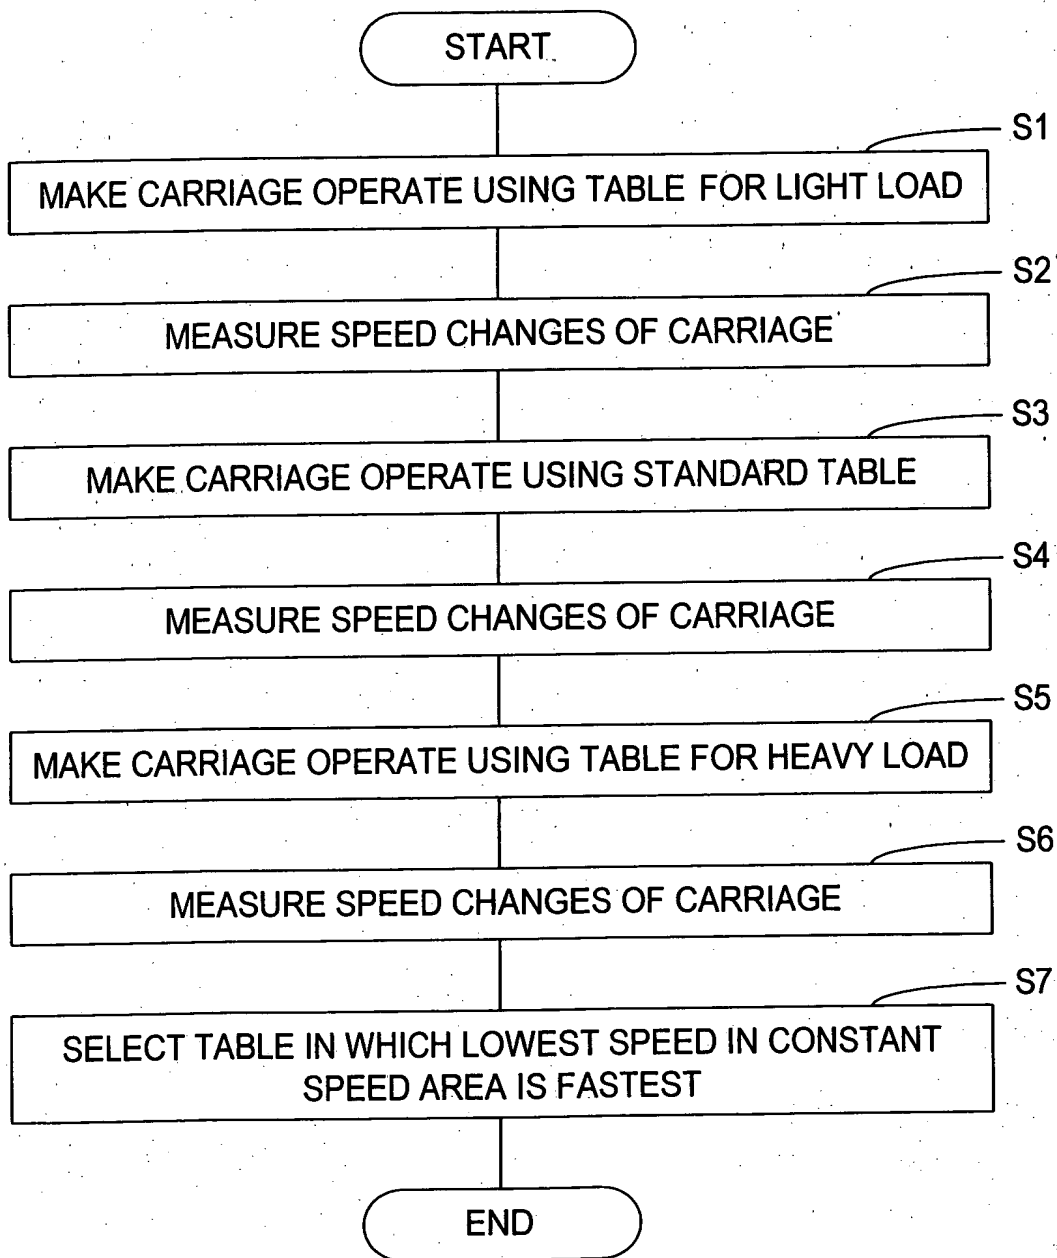 START
S1
MAKE CARRIAGE OPERATE USING TABLE FOR LIGHT LOAD
S2
MEASURE SPEED CHANGES OF CARRIAGE
S3
MAKE CARRIAGE OPERATE USING STANDARD TABLE
S4
MEASURE SPEED CHANGES OF CARRIAGE
S5
MAKE CARRIAGE OPERATE USING TABLE FOR HEAVY LOAD
S6
MEASURE SPEED CHANGES OF CARRIAGE
S7
SELECT TABLE IN WHICH LOWEST SPEED IN CONSTANT
SPEED AREA IS FASTEST
END